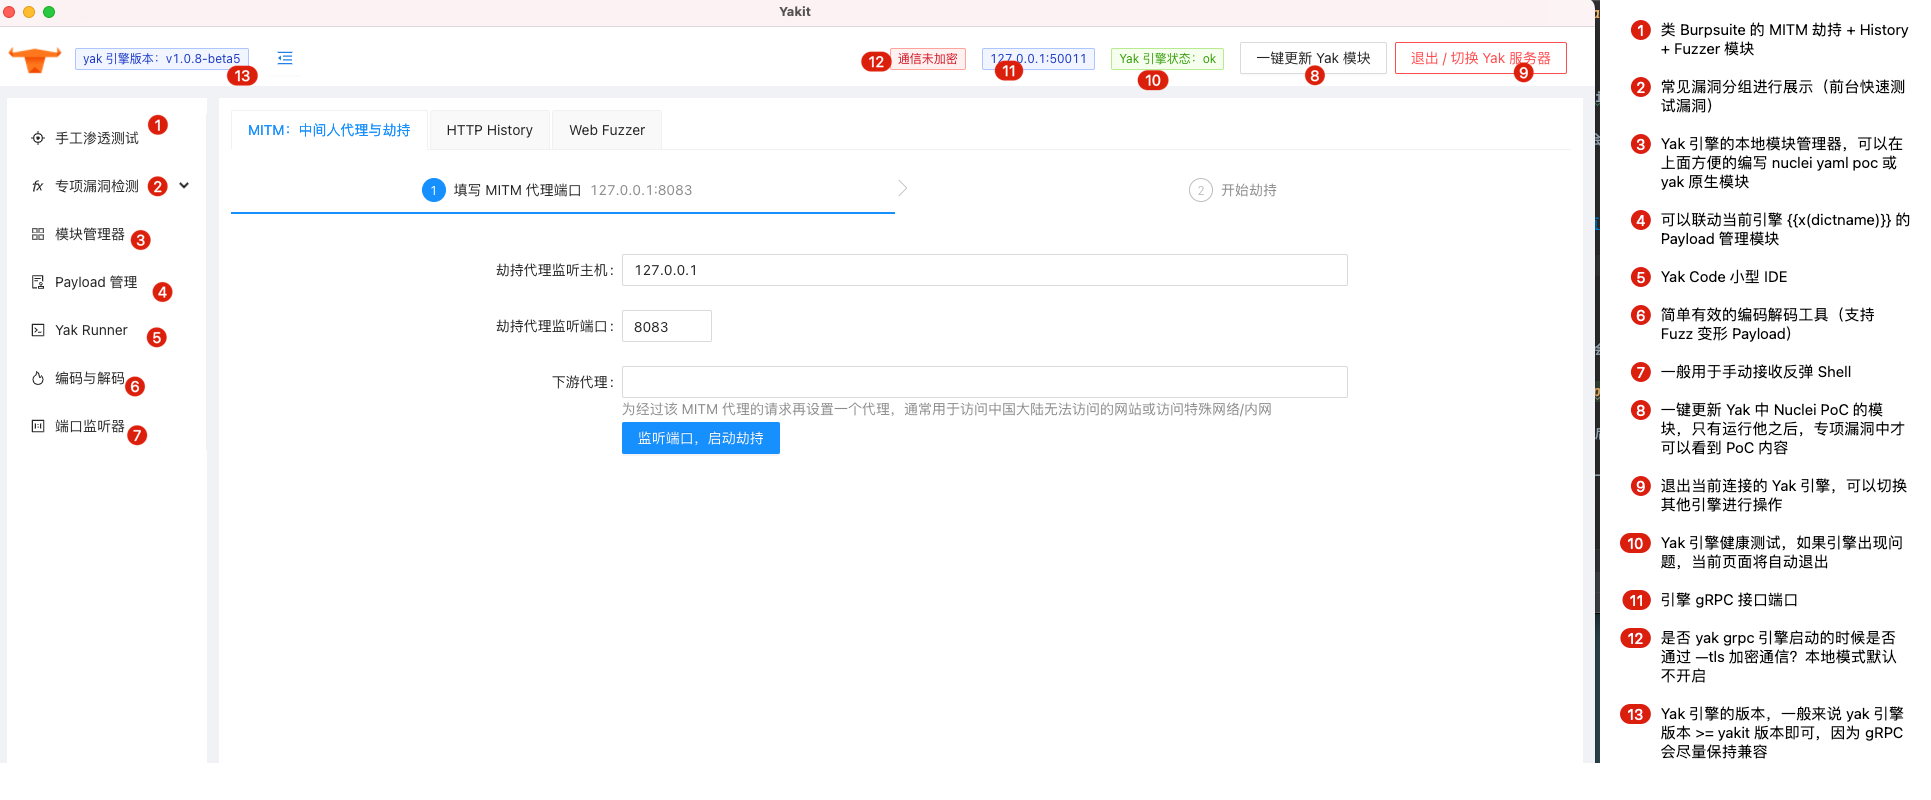 Yakit
yak 引擎版本：v1.0.8-beta5
13
12
通信未加密
127.0.0.1:50011
11
Yak 引擎状态：ok
10
一键更新 Yak 模块
8
退出 / 切换 Yak 服务器
9
手工渗透测试
1
专项漏洞检测
2
模块管理器
3
Payload 管理
4
Yak Runner
5
编码与解码
6
端口监听器
7
MITM：中间人代理与劫持
HTTP History
Web Fuzzer
1 填写 MITM 代理端口 127.0.0.1:8083
2 开始劫持
劫持代理监听主机：
127.0.0.1
劫持代理监听端口：
8083
下游代理：
为经过该 MITM 代理的请求再设置一个代理，通常用于访问中国大陆无法访问的网站或访问特殊网络/内网
监听端口，启动劫持
1 类 Burpsuite 的 MITM 劫持 + History
+ Fuzzer 模块
2 常见漏洞分组进行展示（前台快速测
试漏洞）
3 Yak 引擎的本地模块管理器，可以在
上面方便的编写 nuclei yaml poc 或
yak 原生模块
4 可以联动当前引擎 {{x(dictname)}} 的
Payload 管理模块
5 Yak Code 小型 IDE
6 简单有效的编码解码工具（支持
Fuzz 变形 Payload）
7 一般用于手动接收反弹 Shell
8 一键更新 Yak 中 Nuclei PoC 的模
块，只有运行他之后，专项漏洞中才
可以看到 PoC 内容
9 退出当前连接的 Yak 引擎，可以切换
其他引擎进行操作
10 Yak 引擎健康测试，如果引擎出现问
题，当前页面将自动退出
11 引擎 gRPC 接口端口
12 是否 yak grpc 引擎启动的时候是否
通过 —tls 加密通信？本地模式默认
不开启
13 Yak 引擎的版本，一般来说 yak 引擎
版本 >= yakit 版本即可，因为 gRPC
会尽量保持兼容